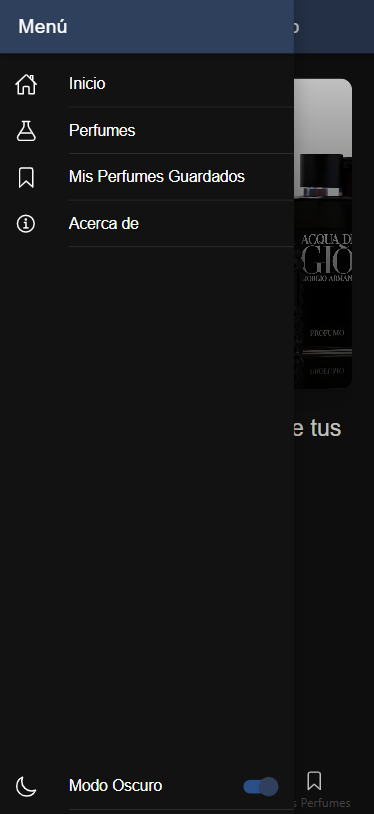 Menú
Inicio
Perfumes
Mis Perfumes Guardados
Acerca de
ACQUA DI
GIÒ
GIORGIO ARMANI
PROFUMO
e tus
Modo Oscuro
s Perfumes